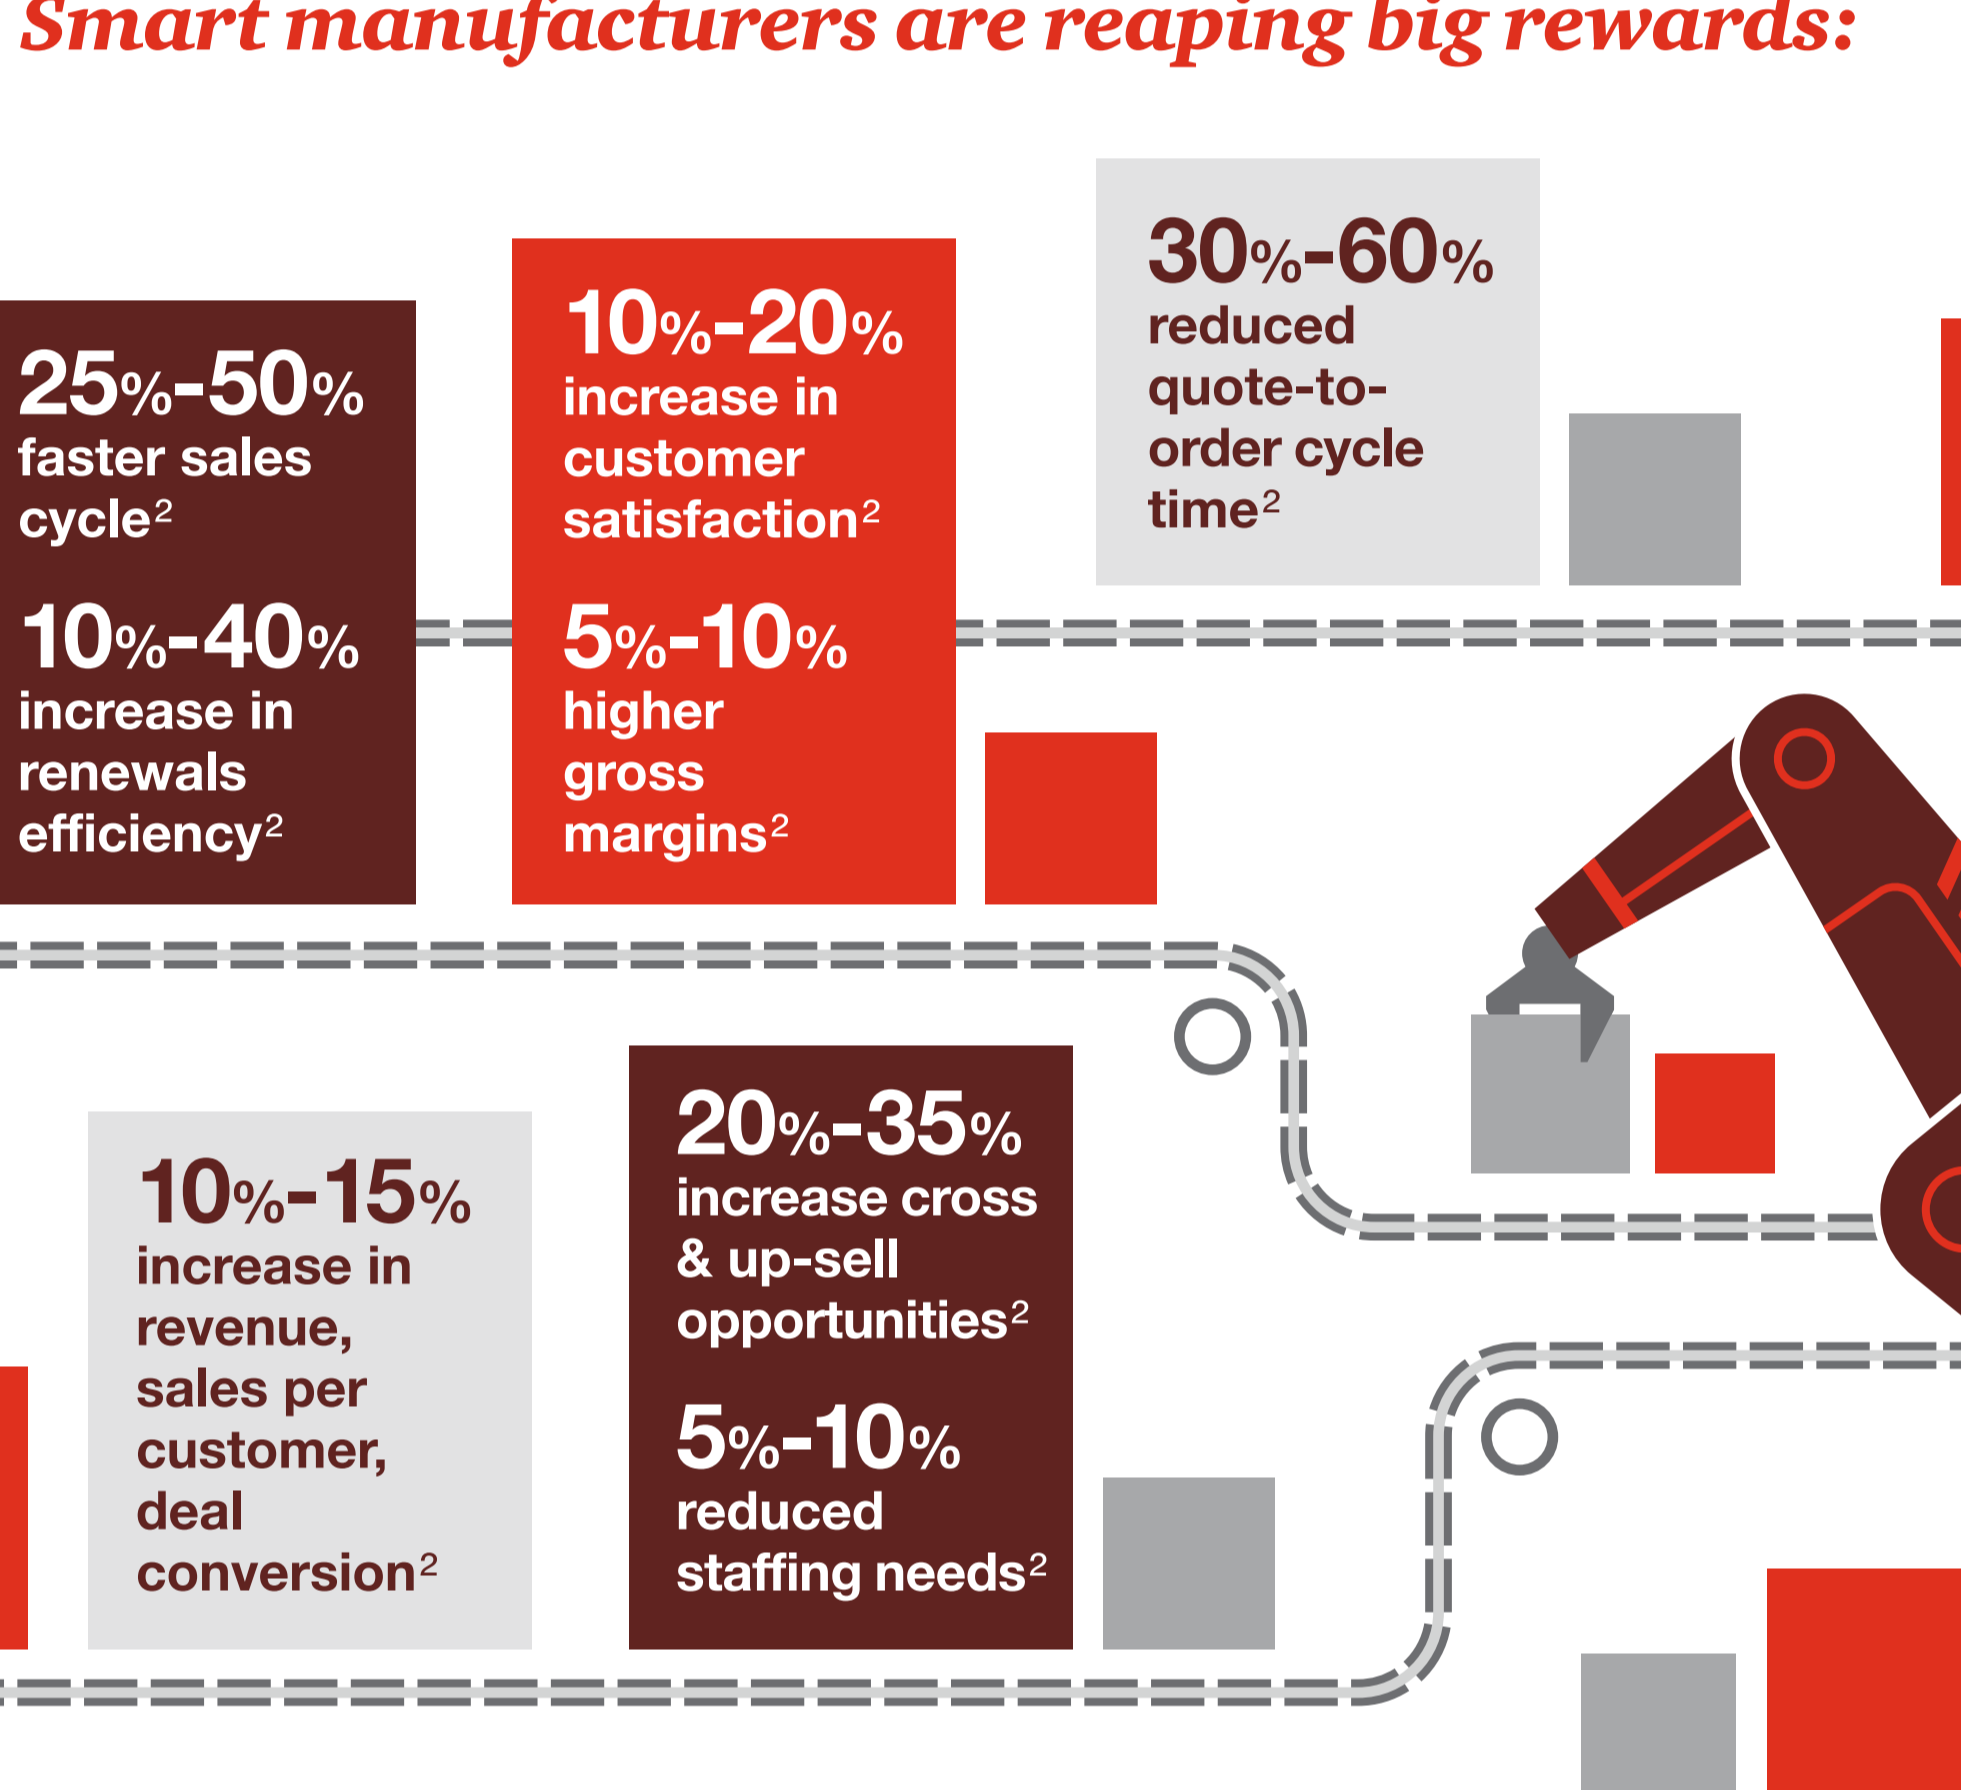 Smart manufacturers are reaping big rewards:
25%-50%
faster sales
cycle²
10%-40%
increase in
renewals
efficiency²
10%-20%
increase in
customer
satisfaction²
5%-10%
higher
gross
margins²
30%-60%
reduced
quote-to-
order cycle
time²
10%-15%
increase in
revenue,
sales per
customer,
deal
conversion²
20%-35%
increase cross
& up-sell
opportunities²
5%-10%
reduced
staffing needs²